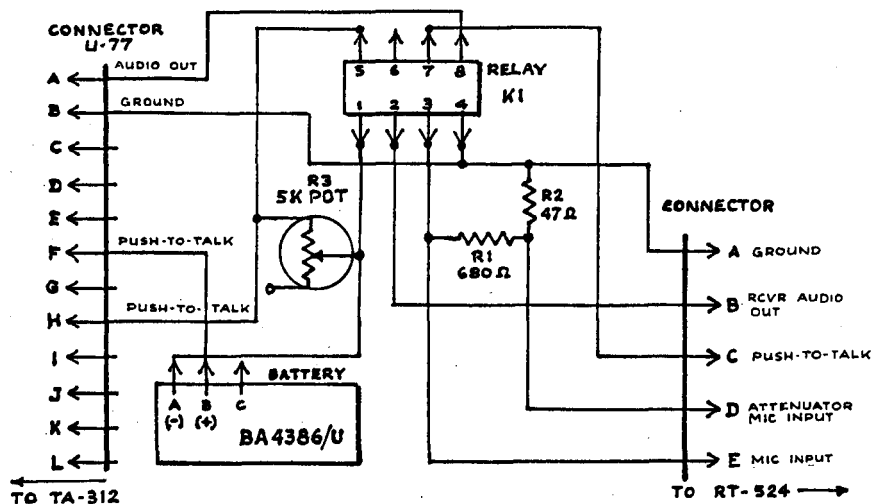 CONNECTOR
U-77
A
AUDIO OUT
B
GROUND
C
D
E
F
PUSH-TO-TALK
G
H
PUSH-TO-TALK
I
J
K
L
TO TA-312
5 6 7 8
1 2 3 4
RELAY
K1
R3
5K POT
R2
47Ω
R1
680Ω
BATTERY
A B C
(-) (+)
BA4386/U
CONNECTOR
A GROUND
B RCVR AUDIO
OUT
C PUSH-TO-TALK
D ATTENUATOR
MIC INPUT
E MIC INPUT
TO RT-524